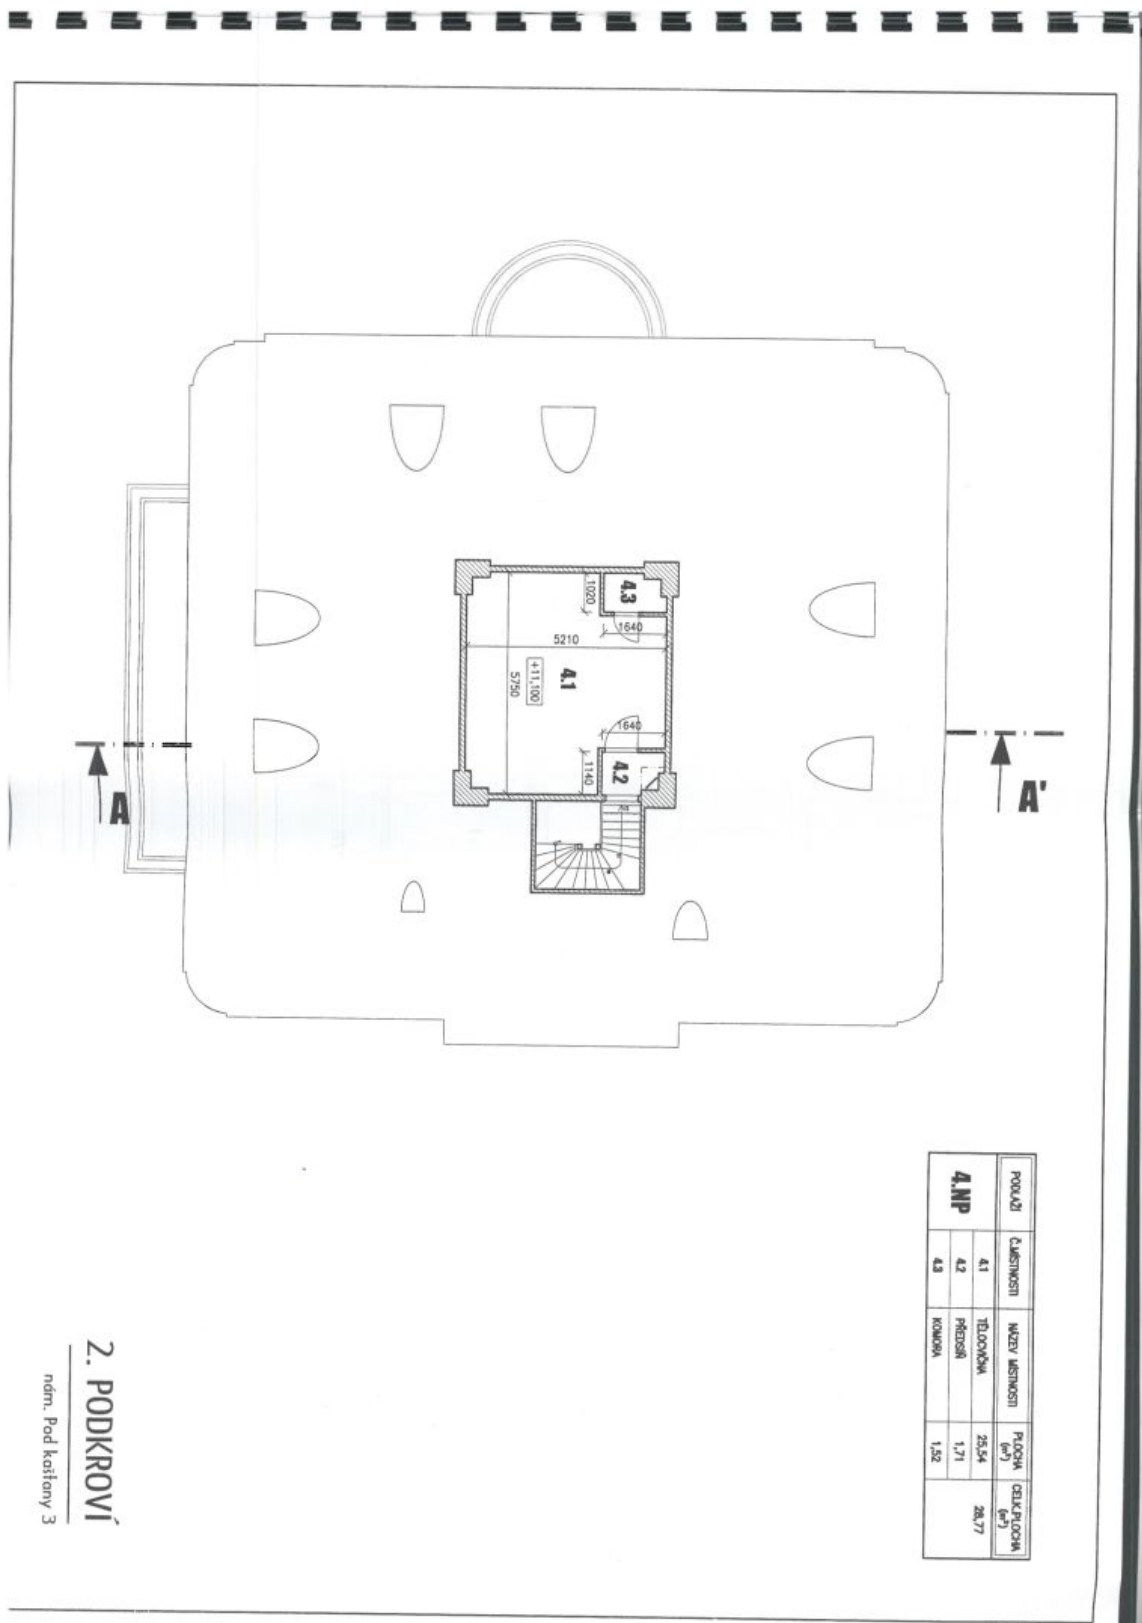 4.3
1020
1640
5210
4.1
+11,100
5750
1640
4.2
1140
A
A'
PODLAŽÍ Č.MÍSTNOSTI NÁZEV MÍSTNOSTI PLOCHA (m²) CELK.PLOCHA (m²)
4.NP 4.1 TĚLOCVIČNA 25,54 28,77
4.2 PŘEDSÍŇ 1,71
4.3 KOMORA 1,52
2. PODKROVÍ
nám. Pod kaštany 3